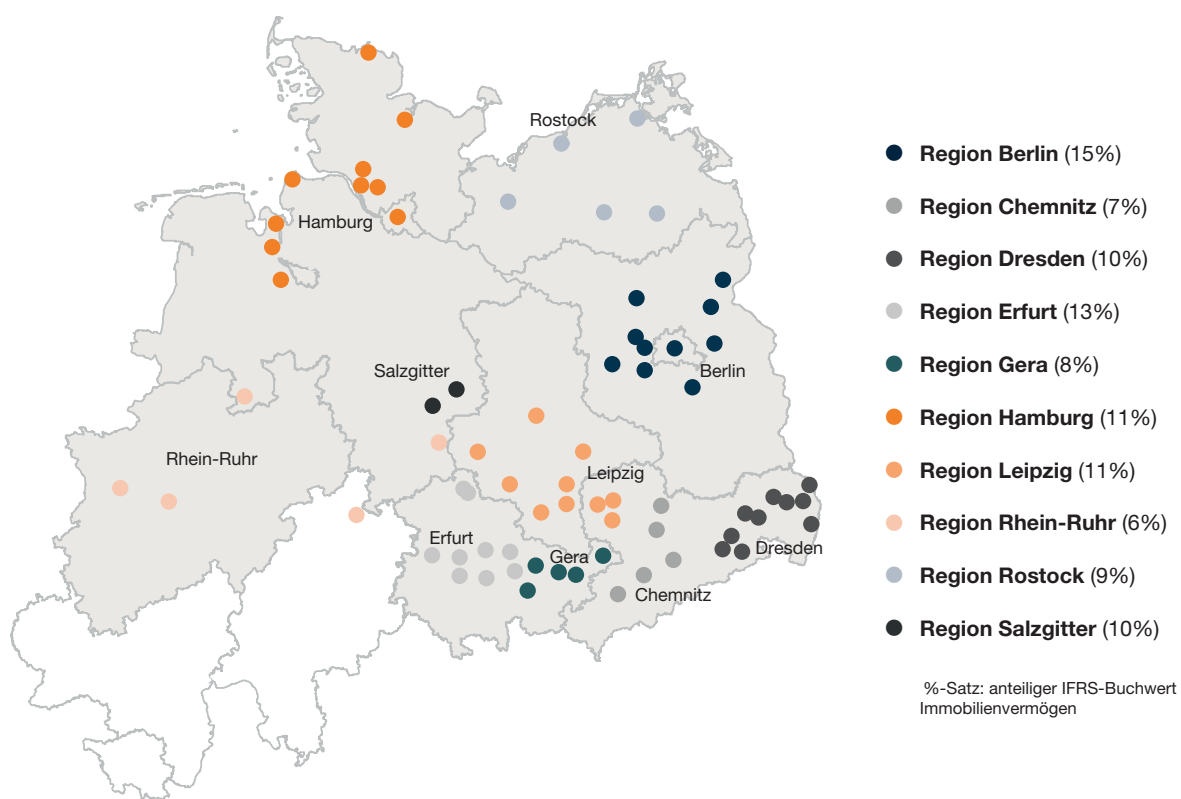 Rostock
Hamburg
Salzgitter
Berlin
Rhein-Ruhr
Leipzig
Erfurt
Gera
Dresden
Chemnitz
Region Berlin (15%)
Region Chemnitz (7%)
Region Dresden (10%)
Region Erfurt (13%)
Region Gera (8%)
Region Hamburg (11%)
Region Leipzig (11%)
Region Rhein-Ruhr (6%)
Region Rostock (9%)
Region Salzgitter (10%)
%-Satz: anteiliger IFRS-Buchwert
Immobilienvermögen